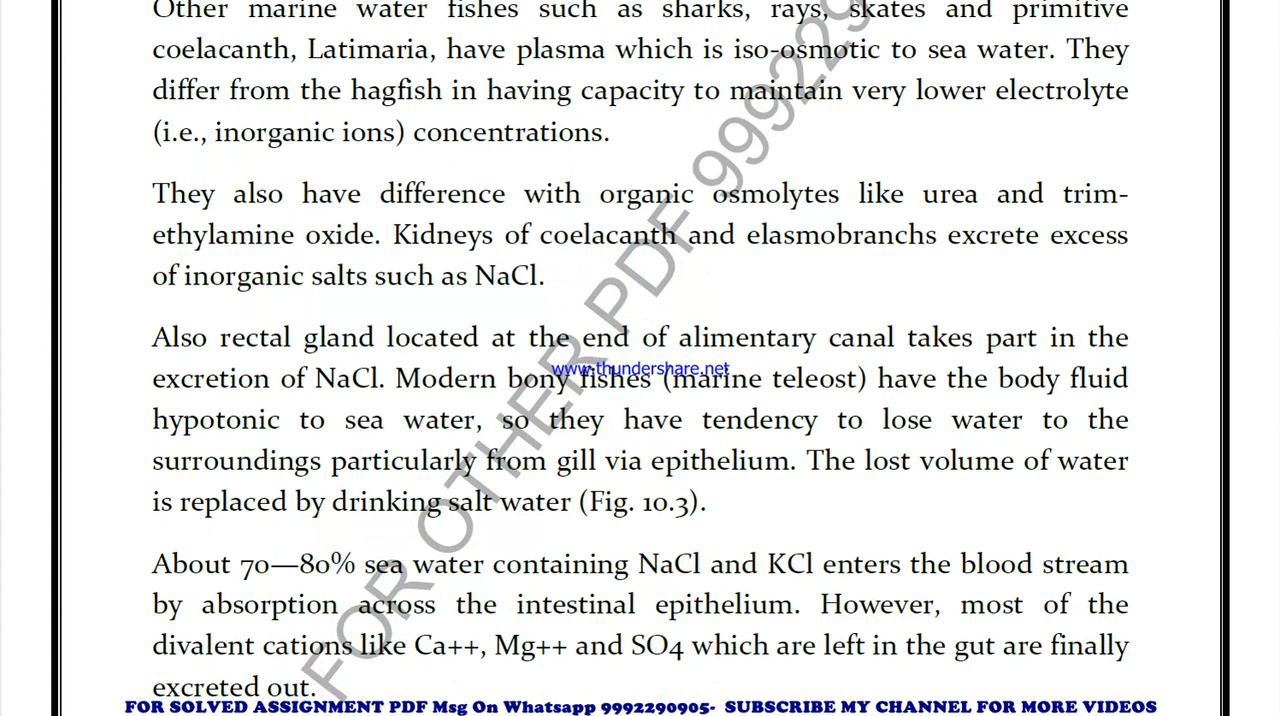 Other marine water fishes such as sharks, rays, skates and primitive
coelacanth, Latimaria, have plasma which is iso-osmotic to sea water. They
differ from the hagfish in having capacity to maintain very lower electrolyte
(i.e., inorganic ions) concentrations.
They also have difference with organic osmolytes like urea and trim-
ethylamine oxide. Kidneys of coelacanth and elasmobranchs excrete excess
of inorganic salts such as NaCl.
Also rectal gland located at the end of alimentary canal takes part in the
www.thundershare.net
excretion of NaCl. Modern bony fishes (marine teleost) have the body fluid
hypotonic to sea water, so they have tendency to lose water to the
surroundings particularly from gill via epithelium. The lost volume of water
is replaced by drinking salt water (Fig. 10.3).
About 70—80% sea water containing NaCl and KCl enters the blood stream
by absorption across the intestinal epithelium. However, most of the
divalent cations like Ca++, Mg++ and SO4 which are left in the gut are finally
excreted out.
FOR OTHER PDF 999229
FOR SOLVED ASSIGNMENT PDF Msg On Whatsapp 9992290905- SUBSCRIBE MY CHANNEL FOR MORE VIDEOS